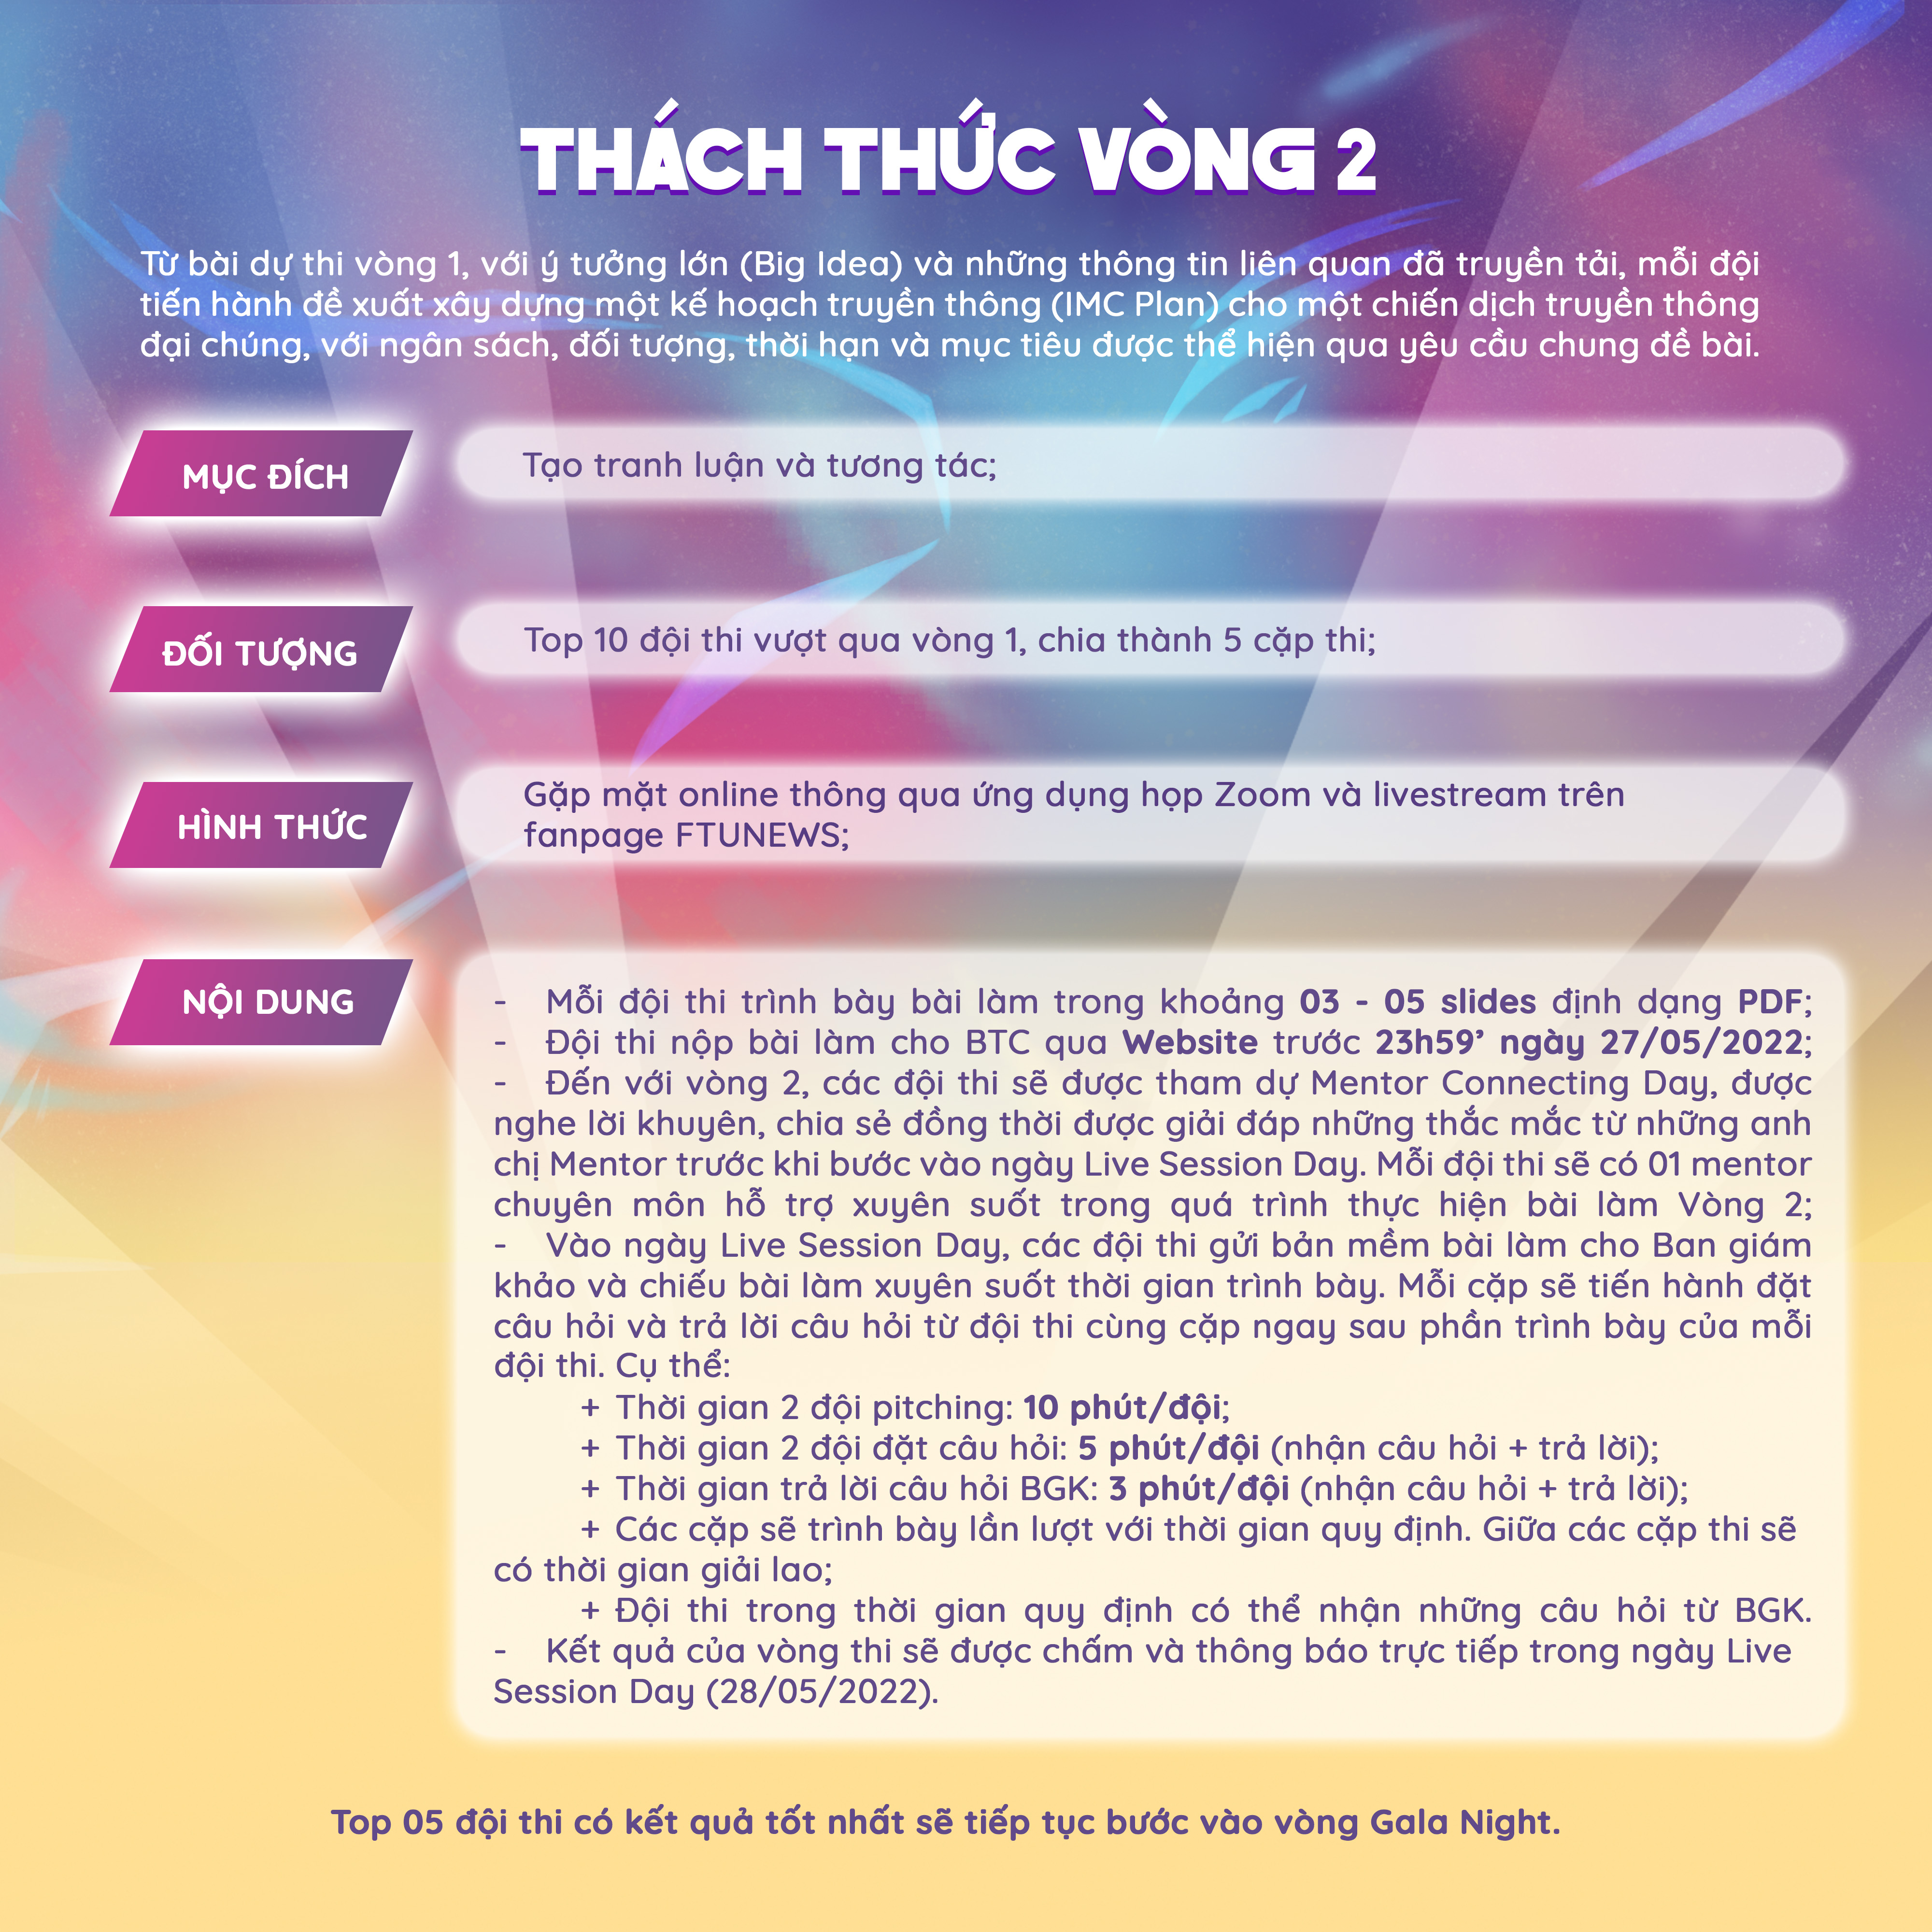 THÁCH THỨC VÒNG 2
Từ bài dự thi vòng 1, với ý tưởng lớn (Big Idea) và những thông tin liên quan đã truyền tải, mỗi đội
tiến hành đề xuất xây dựng một kế hoạch truyền thông (IMC Plan) cho một chiến dịch truyền thông
đại chúng, với ngân sách, đối tượng, thời hạn và mục tiêu được thể hiện qua yêu cầu chung đề bài.
MỤC ĐÍCH
Tạo tranh luận và tương tác;
ĐỐI TƯỢNG
Top 10 đội thi vượt qua vòng 1, chia thành 5 cặp thi;
HÌNH THỨC
Gặp mặt online thông qua ứng dụng họp Zoom và livestream trên
fanpage FTUNEWS;
NỘI DUNG
- Mỗi đội thi trình bày bài làm trong khoảng 03 - 05 slides định dạng PDF;
- Đội thi nộp bài làm cho BTC qua Website trước 23h59’ ngày 27/05/2022;
- Đến với vòng 2, các đội thi sẽ được tham dự Mentor Connecting Day, được
nghe lời khuyên, chia sẻ đồng thời được giải đáp những thắc mắc từ những anh
chị Mentor trước khi bước vào ngày Live Session Day. Mỗi đội thi sẽ có 01 mentor
chuyên môn hỗ trợ xuyên suốt trong quá trình thực hiện bài làm Vòng 2;
- Vào ngày Live Session Day, các đội thi gửi bản mềm bài làm cho Ban giám
khảo và chiếu bài làm xuyên suốt thời gian trình bày. Mỗi cặp sẽ tiến hành đặt
câu hỏi và trả lời câu hỏi từ đội thi cùng cặp ngay sau phần trình bày của mỗi
đội thi. Cụ thể:
+ Thời gian 2 đội pitching: 10 phút/đội;
+ Thời gian 2 đội đặt câu hỏi: 5 phút/đội (nhận câu hỏi + trả lời);
+ Thời gian trả lời câu hỏi BGK: 3 phút/đội (nhận câu hỏi + trả lời);
+ Các cặp sẽ trình bày lần lượt với thời gian quy định. Giữa các cặp thi sẽ
có thời gian giải lao;
+ Đội thi trong thời gian quy định có thể nhận những câu hỏi từ BGK.
- Kết quả của vòng thi sẽ được chấm và thông báo trực tiếp trong ngày Live
Session Day (28/05/2022).
Top 05 đội thi có kết quả tốt nhất sẽ tiếp tục bước vào vòng Gala Night.